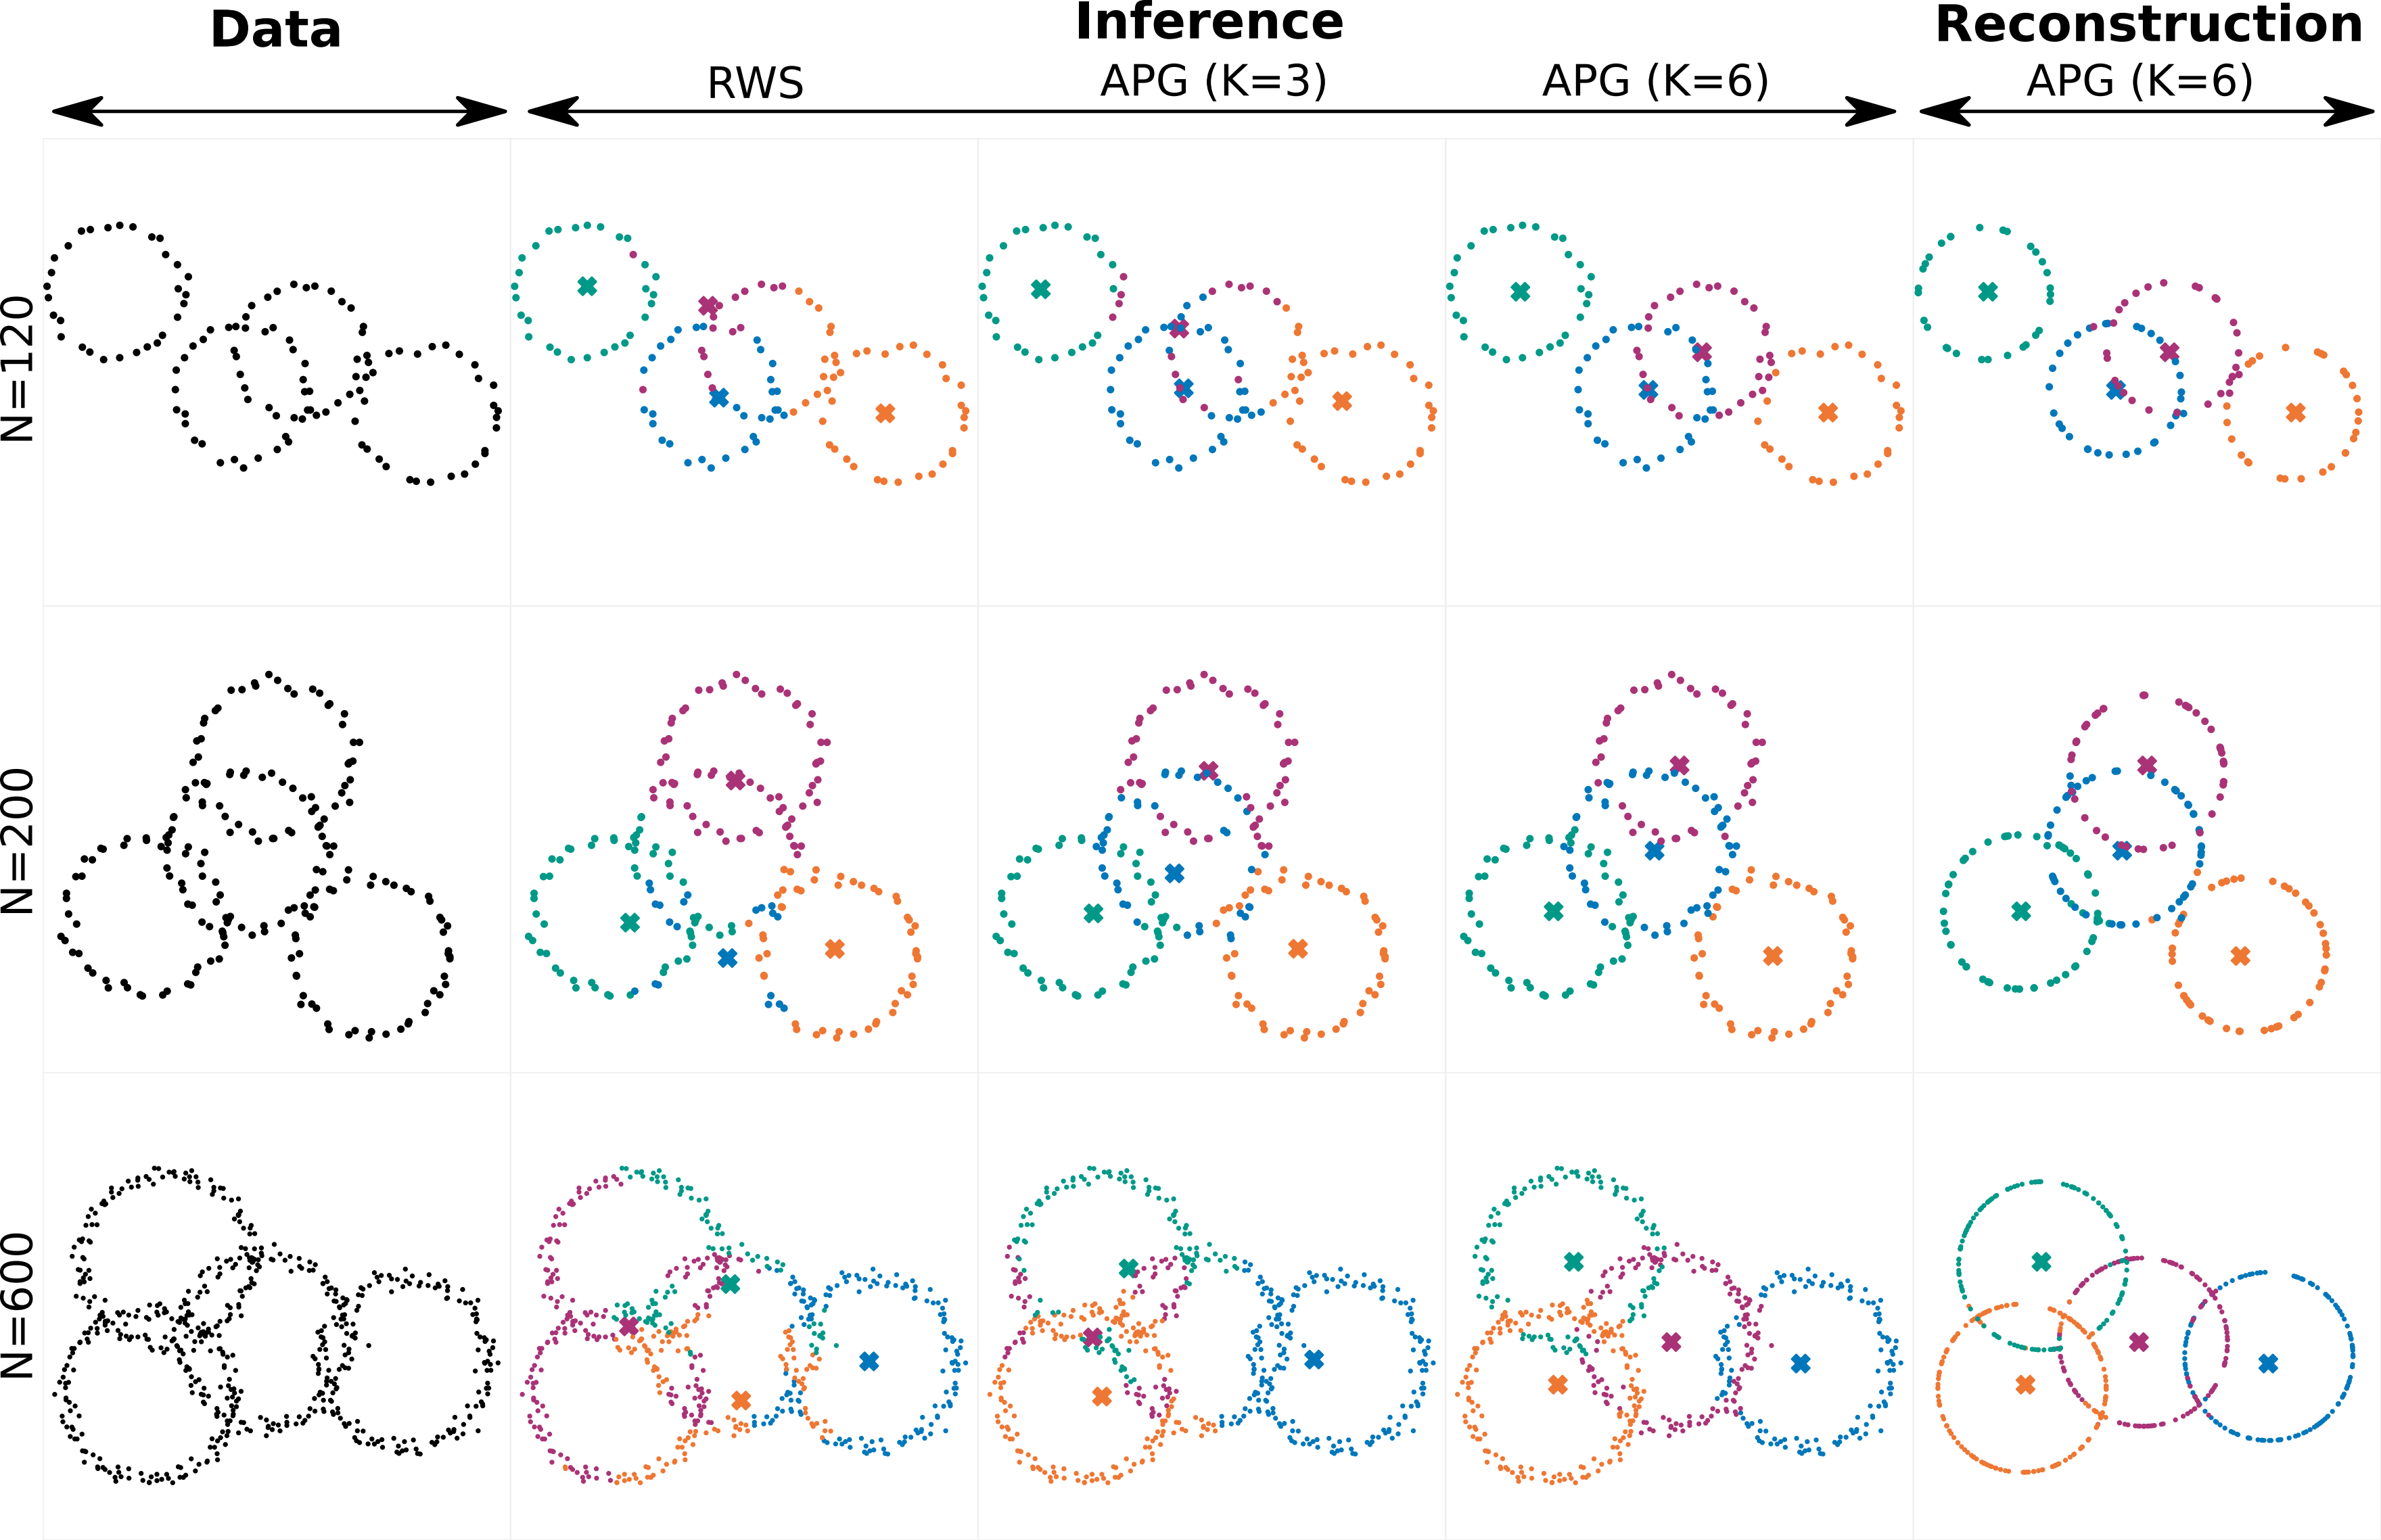 Data Inference Reconstruction
RWS APG (K=3) APG (K=6) APG (K=6)
N=120
N=200
N=600